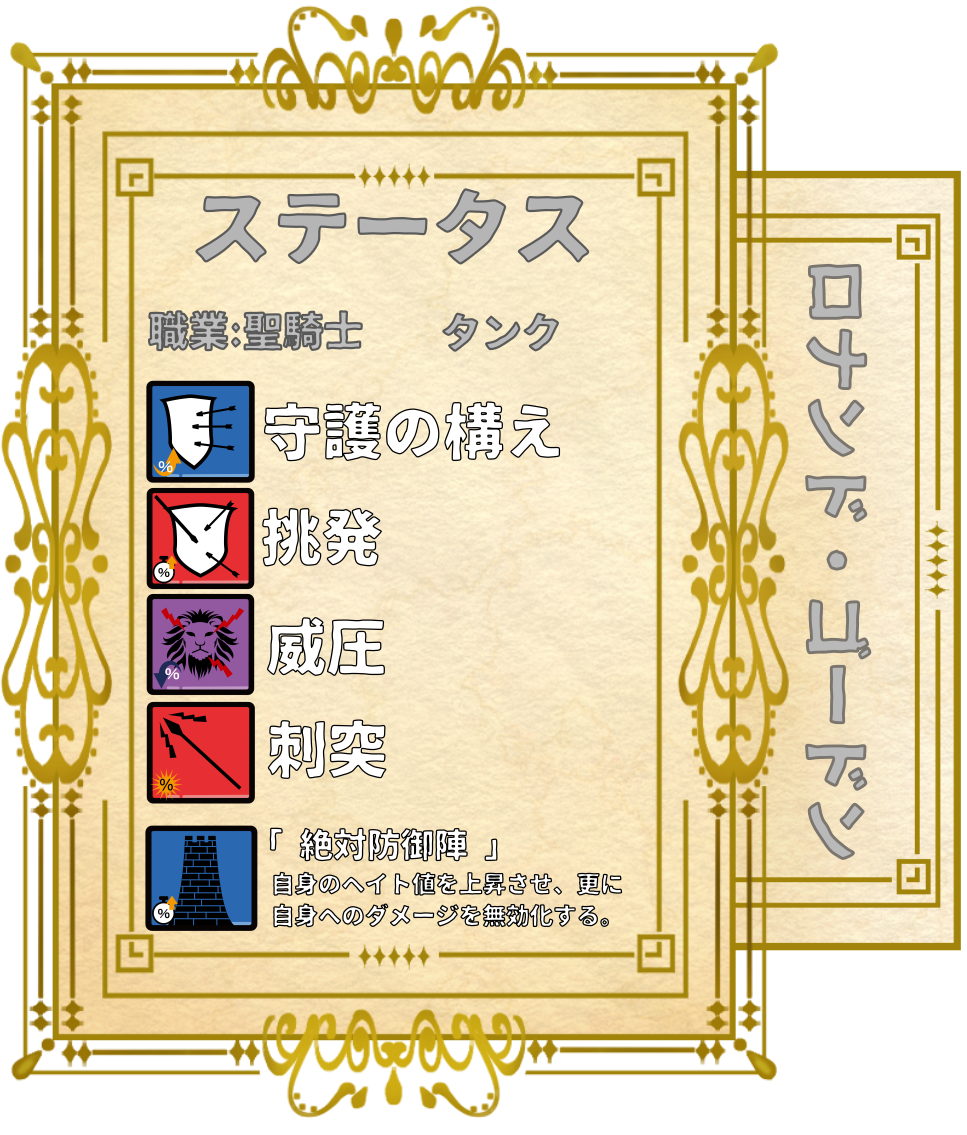 ステータス
職業:聖騎士　タンク
守護の構え
%
挑発
%
威圧
%
刺突
%
「 絶対防御陣 」
自身のヘイト値を上昇させ、更に
自身へのダメージを無効化する。
%
ロナンド・ゴードン